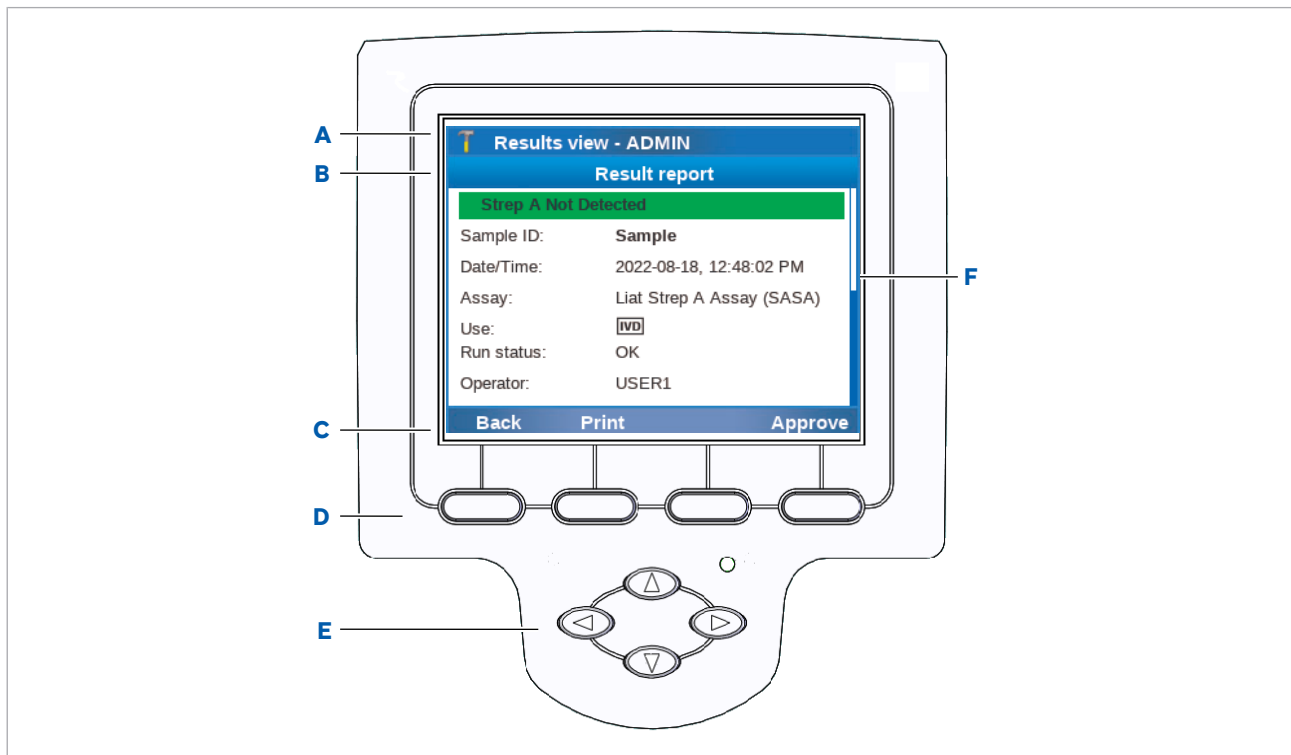 A
Results view - ADMIN
B
Result report
Strep A Not Detected
Sample ID: Sample
Date/Time: 2022-08-18, 12:48:02 PM
F
Assay: Liat Strep A Assay (SASA)
Use: IVD
Run status: OK
Operator: USER1
C
Back Print Approve
D
E